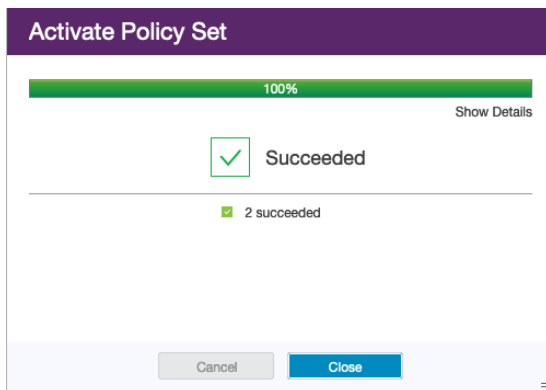 Activate Policy Set
100%
Show Details
Succeeded
2 succeeded
Cancel Close